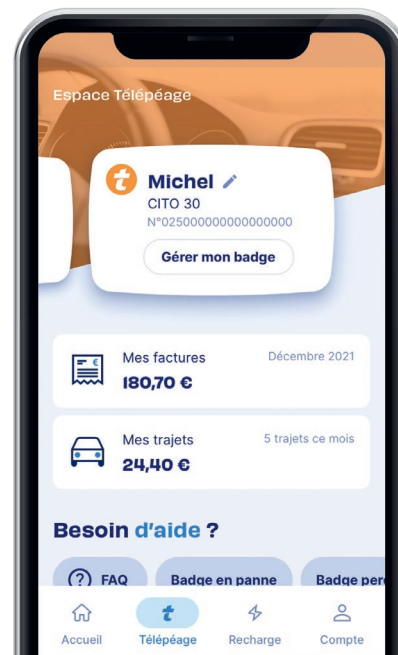 Espace Télépéage
t
Michel
CITO 30
N°025000000000000000
Gérer mon badge
Mes factures
Décembre 2021
180,70 €
Mes trajets
5 trajets ce mois
24,40 €
Besoin d'aide ?
FAQ
Badge en panne
Badge per
t
Accueil
Télépéage
Recharge
Compte